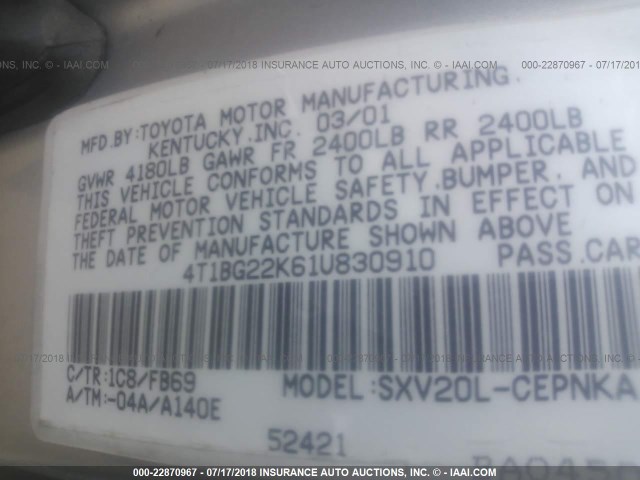 000-22870967 - 07/17/2018 INSURANCE AUTO AUCTIONS, INC. - © IAAI.COM
MFD.BY:TOYOTA MOTOR MANUFACTURING,
KENTUCKY,INC. 03/01
GVWR 4180LB GAWR FR 2400LB RR 2400LB
THIS VEHICLE CONFORMS TO ALL APPLICABLE
FEDERAL MOTOR VEHICLE SAFETY,BUMPER, AND
THEFT PREVENTION STANDARDS IN EFFECT ON
THE DATE OF MANUFACTURE SHOWN ABOVE
4T1BG22K61U830910 PASS.CAR
C/TR:1C8/FB69 MODEL:SXV20L-CEPNKA
A/TM:-04A/A140E
52421
000-22870967 - 07/17/2018 INSURANCE AUTO AUCTIONS, INC. - © IAAI.COM